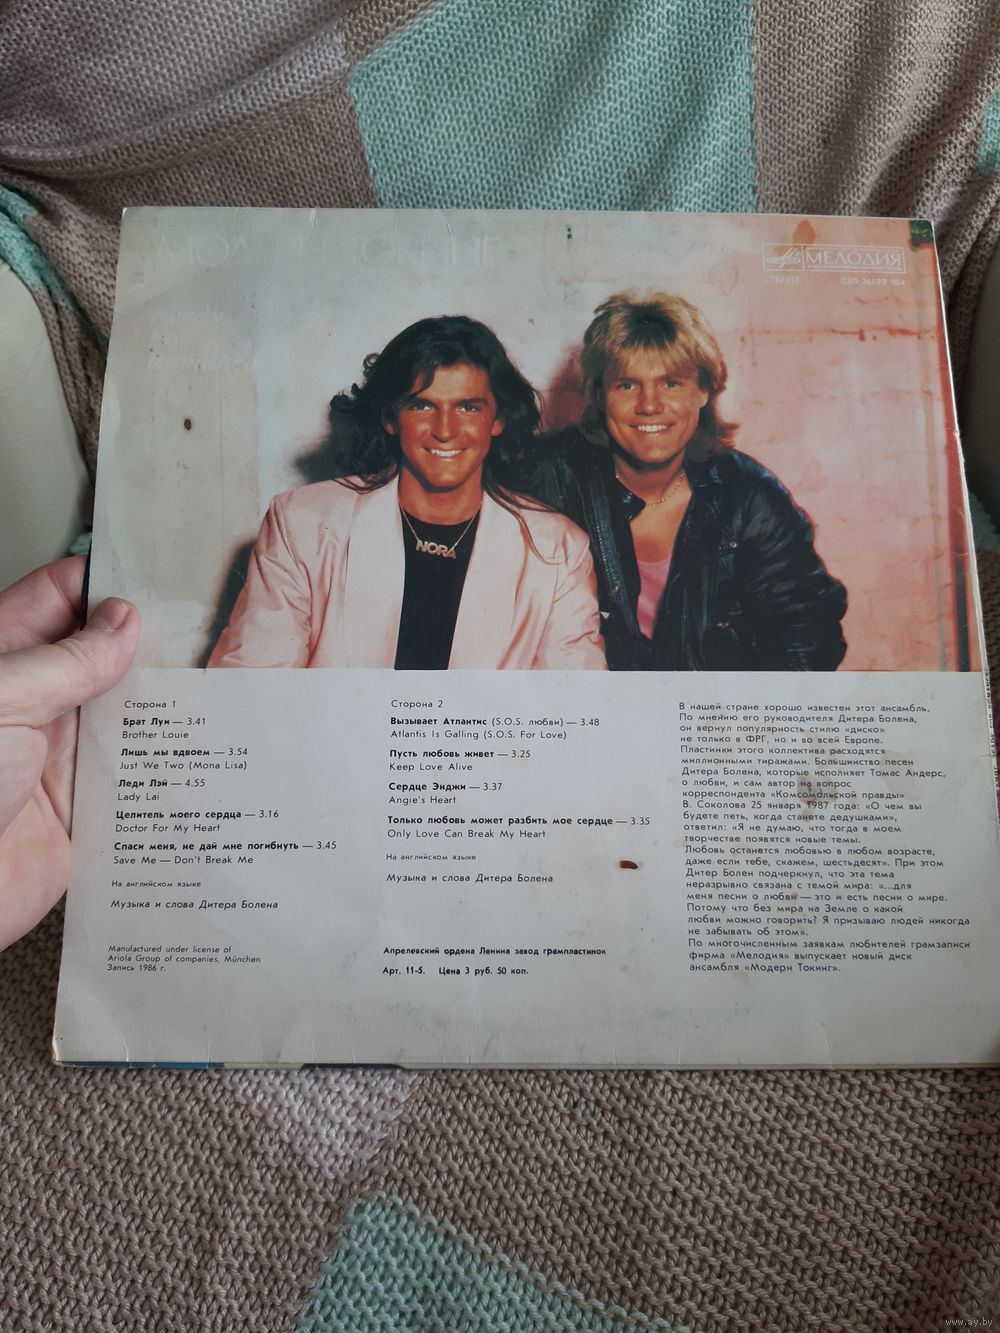 МОДЕРН ТОКИНГ
МЕЛОДИЯ
СТЕРЕО
С60 26199 004
NORA
Сторона 1
Брат Луи — 3.41
Brother Louie
Лишь мы вдвоем — 3.54
Just We Two (Mona Lisa)
Леди Лэй — 4.55
Lady Lai
Целитель моего сердца — 3.16
Doctor For My Heart
Спаси меня, не дай мне погибнуть — 3.45
Save Me — Don't Break Me
На английском языке
Музыка и слова Дитера Болена
Manufactured under license of
Ariola Group of companies, München
Запись 1986 г.
Сторона 2
Вызывает Атлантис (S.O.S. любви) — 3.48
Atlantis Is Galling (S.O.S. For Love)
Пусть любовь живет — 3.25
Keep Love Alive
Сердце Энджи — 3.37
Angie's Heart
Только любовь может разбить мое сердце — 3.35
Only Love Can Break My Heart
На английском языке
Музыка и слова Дитера Болена
Апрелевский ордена Ленина завод грампластинок
Арт. 11-5. Цена 3 руб. 50 коп.
В нашей стране хорошо известен этот ансамбль.
По мнению его руководителя Дитера Болена,
он вернул популярность стилю «диско»
не только в ФРГ, но и во всей Европе.
Пластинки этого коллектива расходятся
миллионными тиражами. Большинство песен
Дитера Болена, которые исполняет Томас Андерс,
о любви, и сам автор на вопрос
корреспондента «Комсомольской правды»
В. Соколова 25 января 1987 года: «О чем вы
будете петь, когда станете дедушками»,
ответил: «Я не думаю, что тогда в моем
творчестве появятся новые темы.
Любовь останется любовью в любом возрасте,
даже если тебе, скажем, шестьдесят». При этом
Дитер Болен подчеркнул, что эта тема
неразрывно связана с темой мира: «...для
меня песни о любви — это и есть песни о мире.
Потому что без мира на Земле о какой
любви можно говорить? Я призываю людей никогда
не забывать об этом».
По многочисленным заявкам любителей грамзаписи
фирма «Мелодия» выпускает новый диск
ансамбля «Модерн Токинг».
www.ay.by